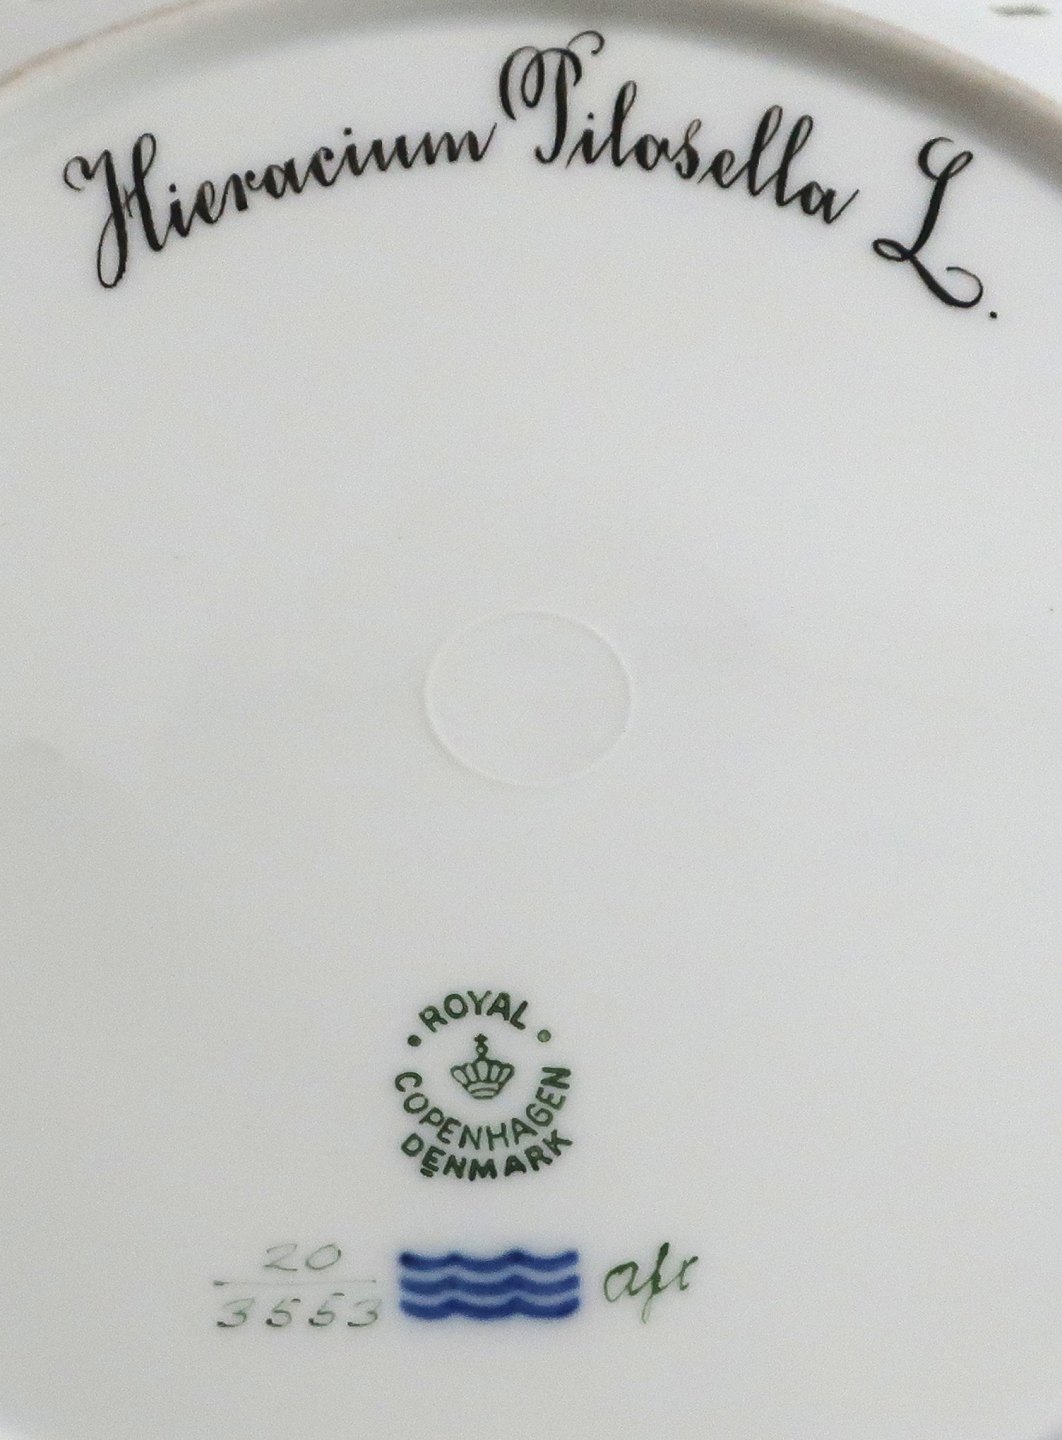 Hieracium Pilosella L.
ROYAL
COPENHAGEN
DENMARK
20
3553